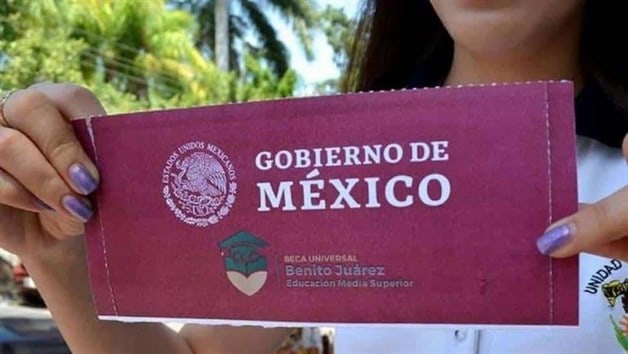 ESTADOS UNIDOS MEXICANOS
GOBIERNO DE
MÉXICO
BECA UNIVERSAL
Benito Juárez
Educación Media Superior
UNIDAD